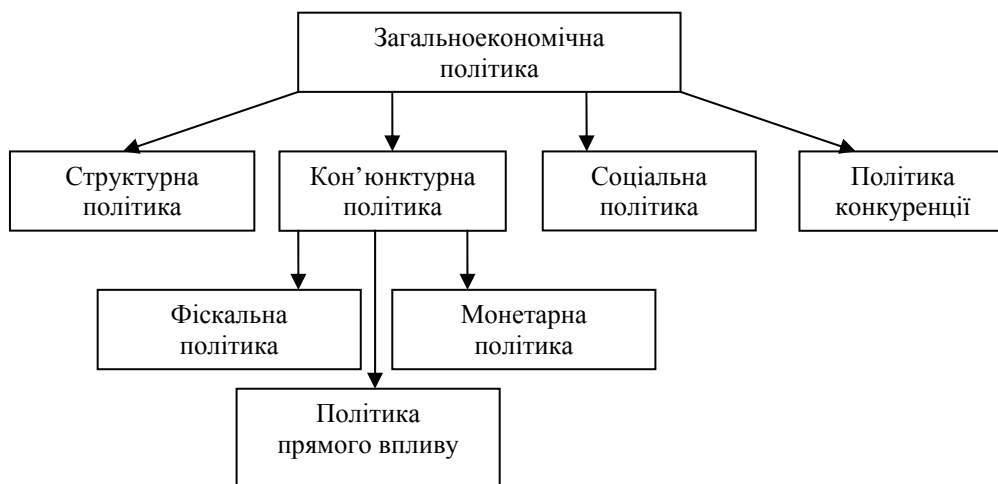 Загальноекономічна
політика
Структурна
політика
Кон’юнктурна
політика
Соціальна
політика
Політика
конкуренції
Фіскальна
політика
Монетарна
політика
Політика
прямого впливу